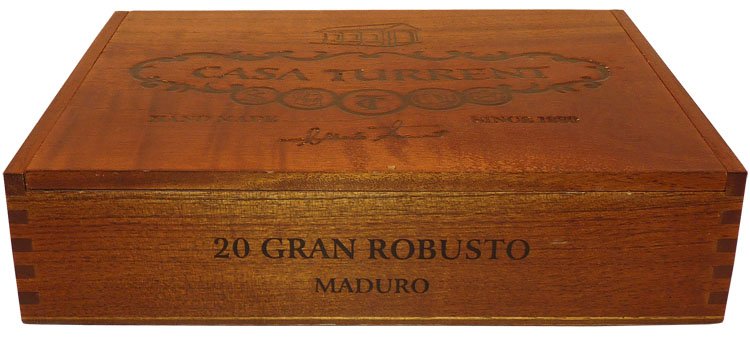 CASA TURRENT
HAND MADE
SINCE 1880
20 GRAN ROBUSTO
MADURO